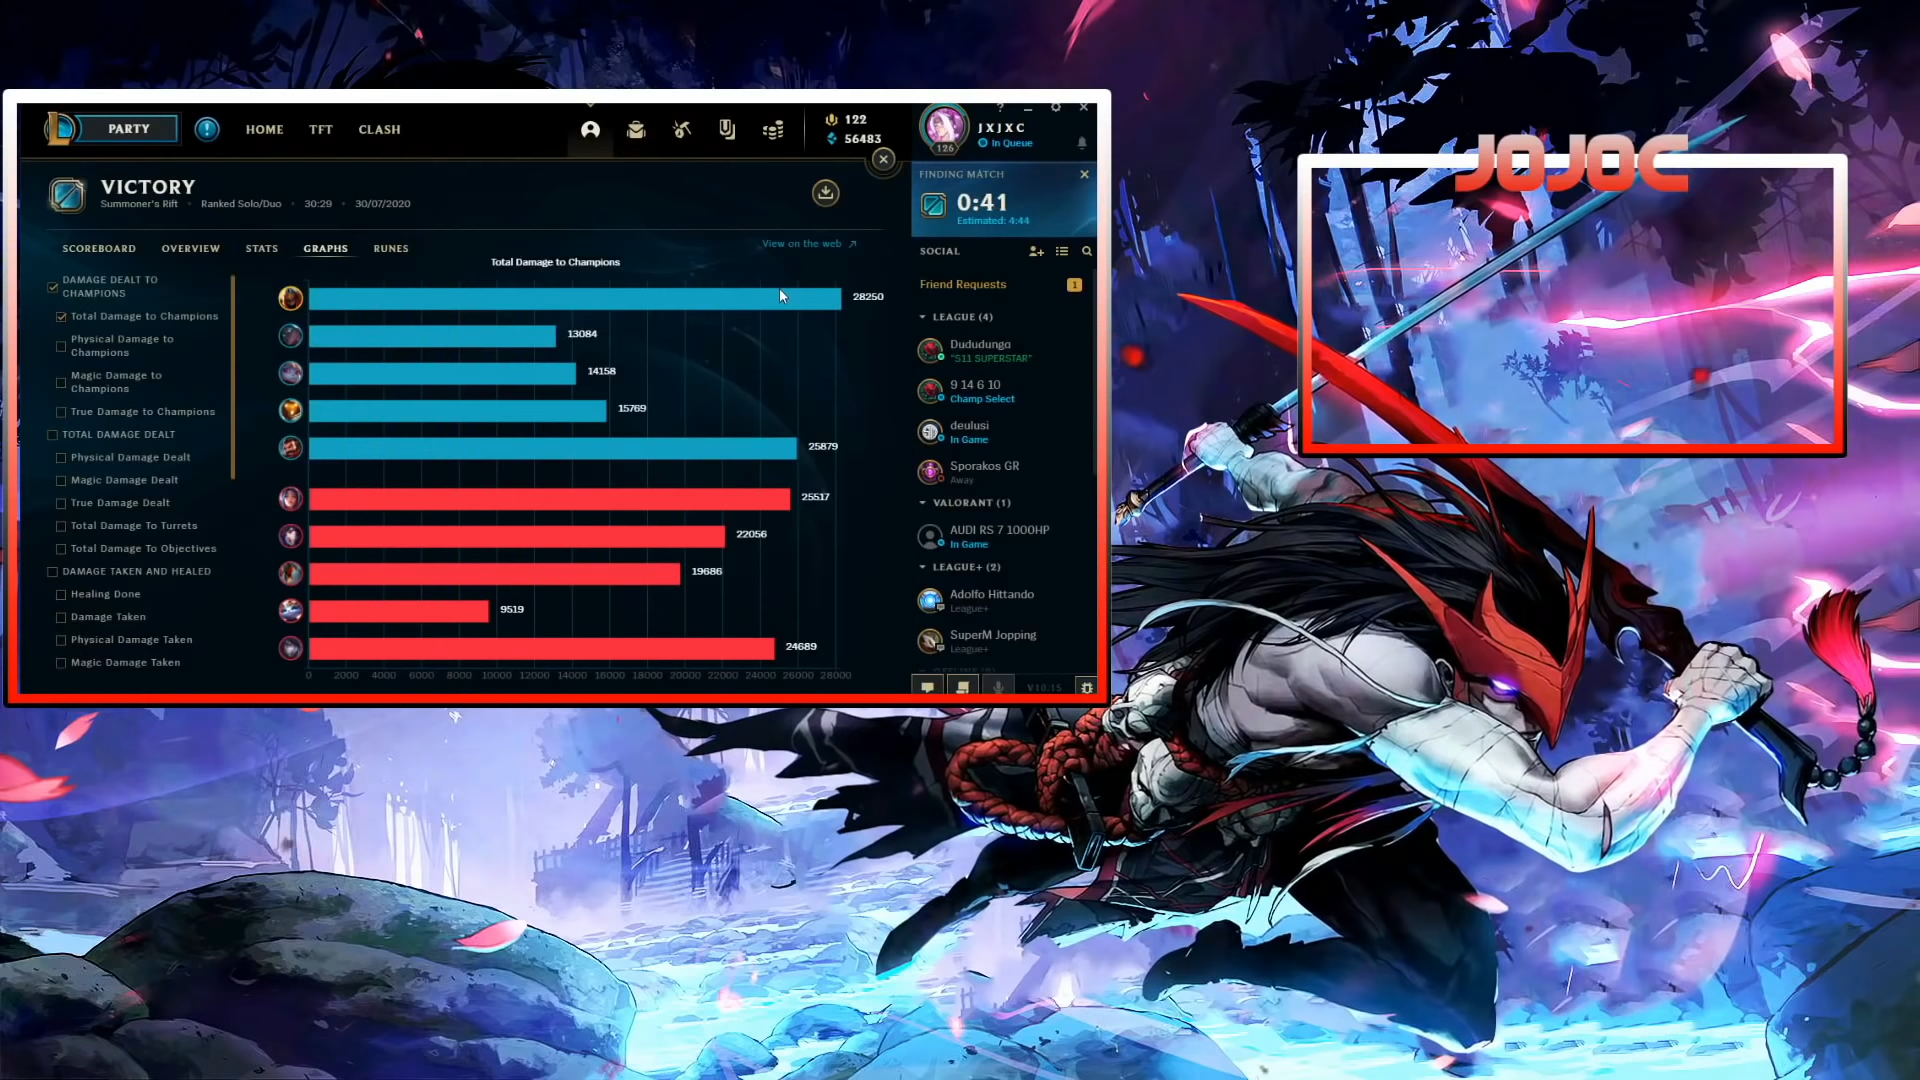 PARTY
HOME
TFT
CLASH
122
56483
?
JXJXC
126
In Queue
VICTORY
Summoner's Rift
Ranked Solo/Duo
30:29
30/07/2020
FINDING MATCH
0:41
Estimated: 4:44
SCOREBOARD
OVERVIEW
STATS
GRAPHS
RUNES
View on the web
Total Damage to Champions
DAMAGE DEALT TO
CHAMPIONS
Total Damage to Champions
Physical Damage to
Champions
Magic Damage to
Champions
True Damage to Champions
TOTAL DAMAGE DEALT
Physical Damage Dealt
Magic Damage Dealt
True Damage Dealt
Total Damage To Turrets
Total Damage To Objectives
DAMAGE TAKEN AND HEALED
Healing Done
Damage Taken
Physical Damage Taken
Magic Damage Taken
28250
13084
14158
15769
25879
25517
22056
19686
9519
24689
0 2000 4000 6000 8000 10000 12000 14000 16000 18000 20000 22000 24000 26000 28000
SOCIAL
Friend Requests
1
LEAGUE (4)
Dududunga
"S11 SUPERSTAR"
9 14 6 10
Champ Select
deulusi
In Game
Sporakos GR
Away
VALORANT (1)
AUDI RS 7 1000HP
In Game
LEAGUE+ (2)
Adolfo Hittando
League+
SuperM Jopping
League+
V10.15
JOJOC